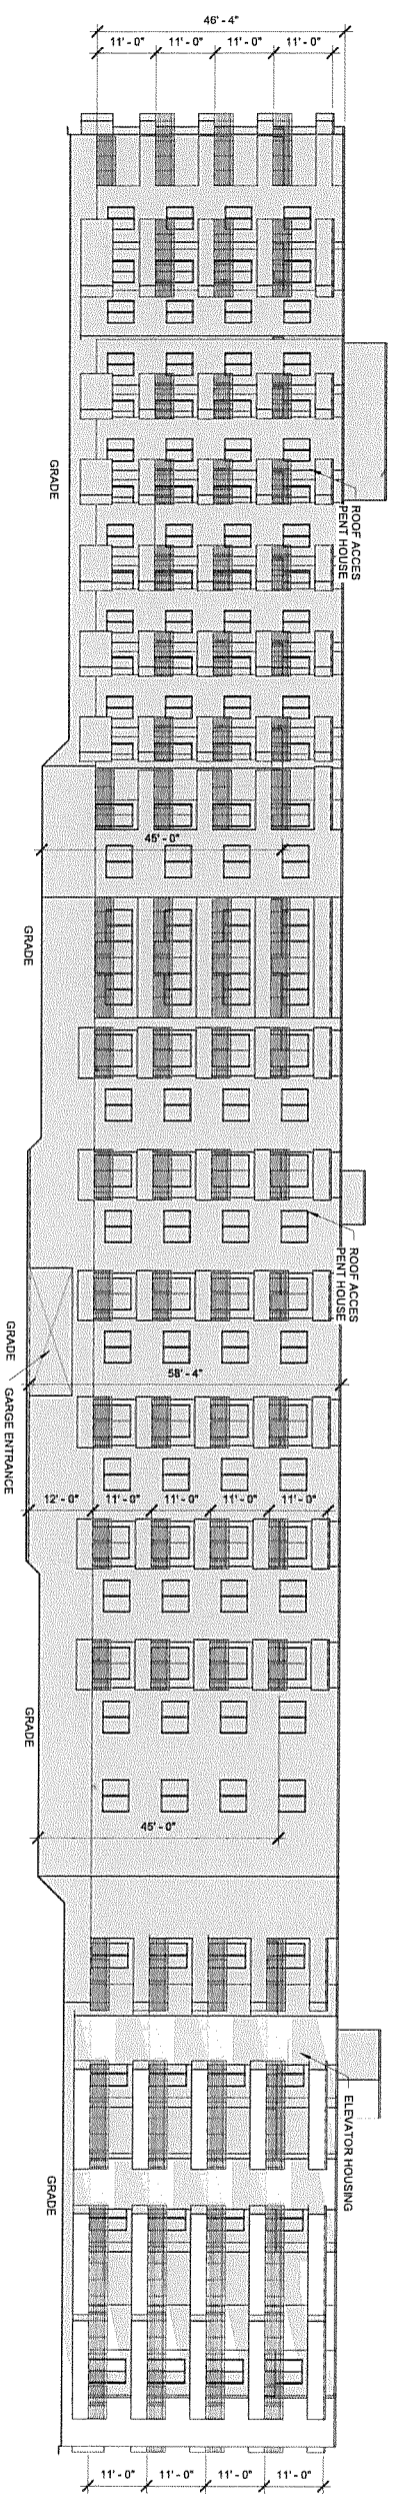 46' - 4"
11' - 0"
11' - 0"
11' - 0"
11' - 0"
GRADE
ROOF ACCES
PENT HOUSE
45' - 0"
GRADE
ROOF ACCES
PENT HOUSE
GRADE
GARGE ENTRANCE
58' - 4"
12' - 0"
11' - 0"
11' - 0"
11' - 0"
11' - 0"
GRADE
45' - 0"
ELEVATOR HOUSING
GRADE
11' - 0"
11' - 0"
11' - 0"
11' - 0"